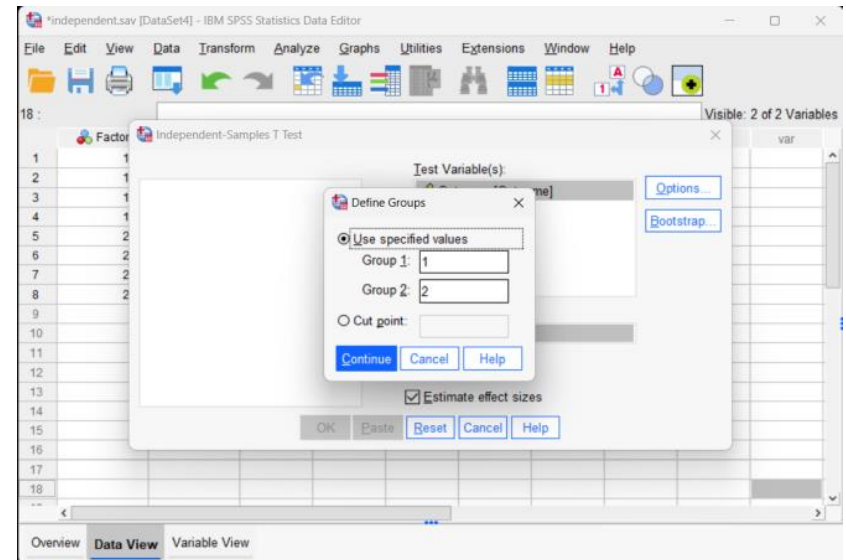 *independent.sav [DataSet4] - IBM SPSS Statistics Data Editor
File Edit View Data Transform Analyze Graphs Utilities Extensions Window Help
18 :
Visible: 2 of 2 Variables
Factor
var
Independent-Samples T Test
Test Variable(s):
Options...
Bootstrap...
Define Groups
Use specified values
Group 1: 1
Group 2: 2
Cut point:
Continue Cancel Help
Estimate effect sizes
OK Paste Reset Cancel Help
1 1
2 1
3 1
4 1
5 2
6 2
7 2
8 2
9
10
11
12
13
14
15
16
17
18
Overview Data View Variable View